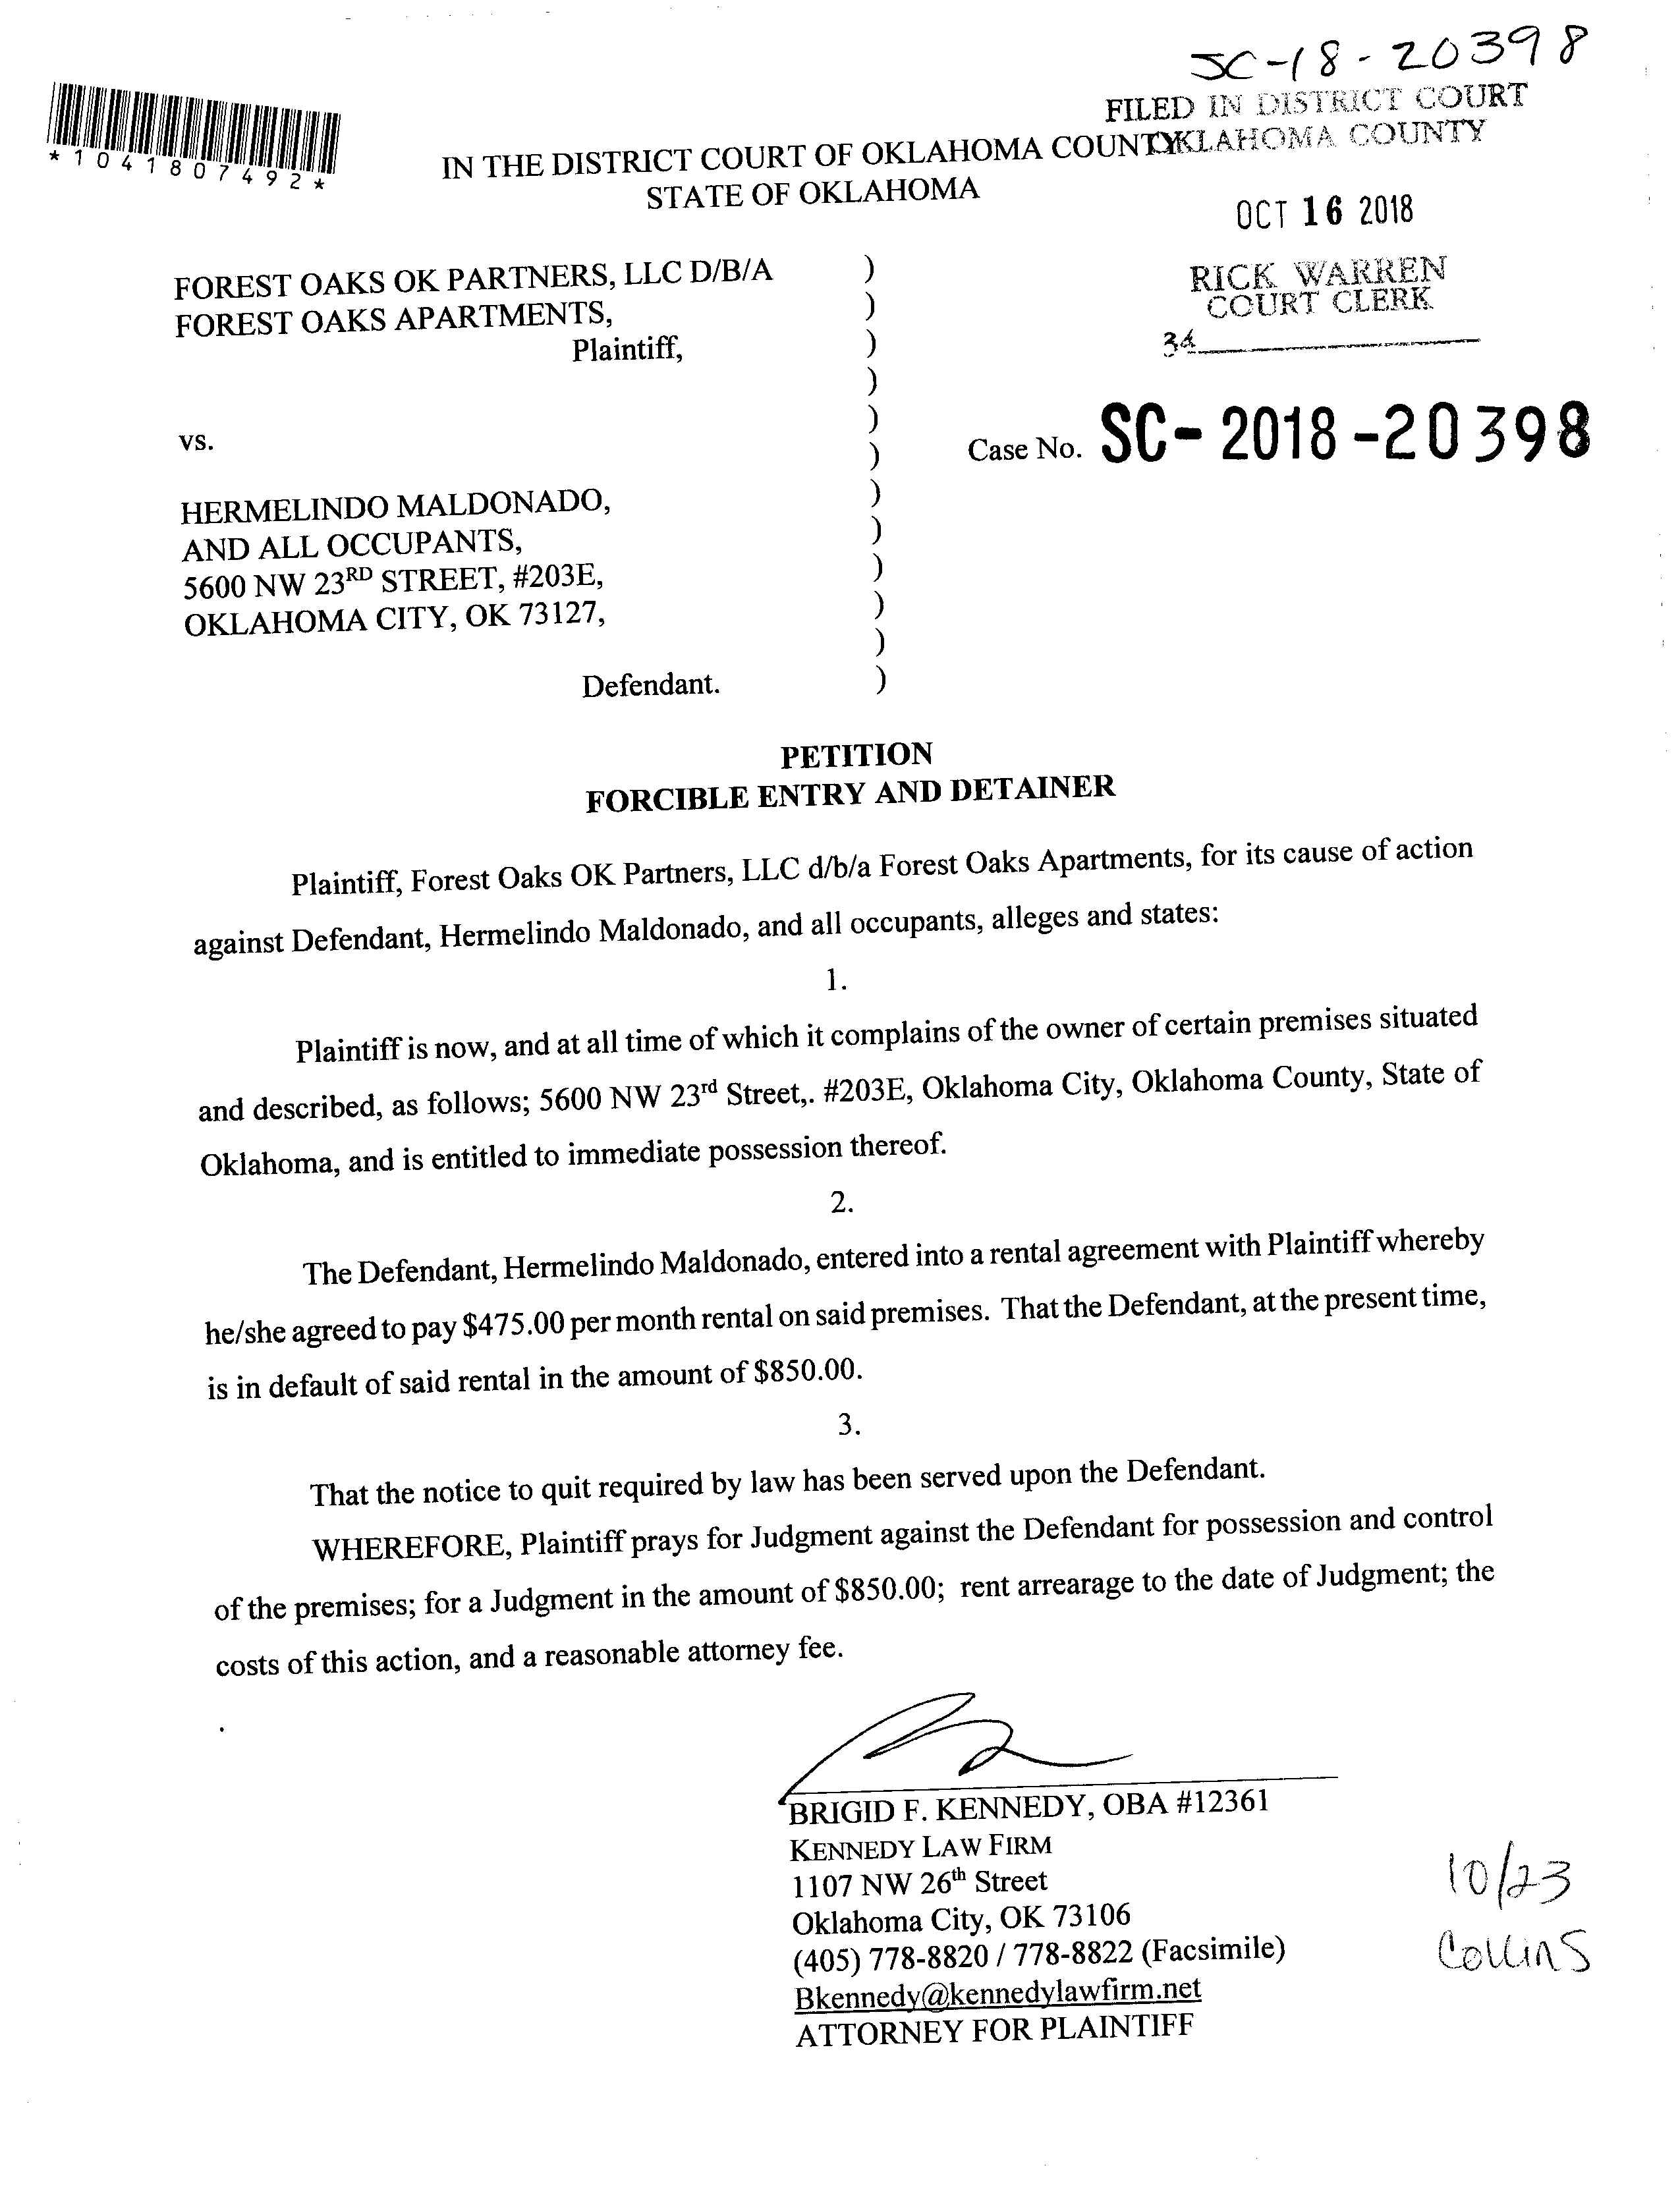 SC-18-20398
FILED IN DISTRICT COURT
OKLAHOMA COUNTY
*1041807492*
IN THE DISTRICT COURT OF OKLAHOMA COUNTY
STATE OF OKLAHOMA
OCT 16 2018
RICK WARREN
COURT CLERK
34
FOREST OAKS OK PARTNERS, LLC D/B/A )
FOREST OAKS APARTMENTS, )
Plaintiff, )
)
)
vs. ) Case No. SC-2018-20398
)
HERMELINDO MALDONADO, )
AND ALL OCCUPANTS, )
5600 NW 23RD STREET, #203E, )
OKLAHOMA CITY, OK 73127, )
)
Defendant. )
PETITION
FORCIBLE ENTRY AND DETAINER
Plaintiff, Forest Oaks OK Partners, LLC d/b/a Forest Oaks Apartments, for its cause of action
against Defendant, Hermelindo Maldonado, and all occupants, alleges and states:
1.
Plaintiff is now, and at all time of which it complains of the owner of certain premises situated
and described, as follows; 5600 NW 23rd Street,. #203E, Oklahoma City, Oklahoma County, State of
Oklahoma, and is entitled to immediate possession thereof.
2.
The Defendant, Hermelindo Maldonado, entered into a rental agreement with Plaintiff whereby
he/she agreed to pay $475.00 per month rental on said premises. That the Defendant, at the present time,
is in default of said rental in the amount of $850.00.
3.
That the notice to quit required by law has been served upon the Defendant.
WHEREFORE, Plaintiff prays for Judgment against the Defendant for possession and control
of the premises; for a Judgment in the amount of $850.00; rent arrearage to the date of Judgment; the
costs of this action, and a reasonable attorney fee.
.
BRIGID F. KENNEDY, OBA #12361
KENNEDY LAW FIRM
1107 NW 26th Street
Oklahoma City, OK 73106
(405) 778-8820 / 778-8822 (Facsimile)
Bkennedy@kennedylawfirm.net
ATTORNEY FOR PLAINTIFF
10/23
Collins